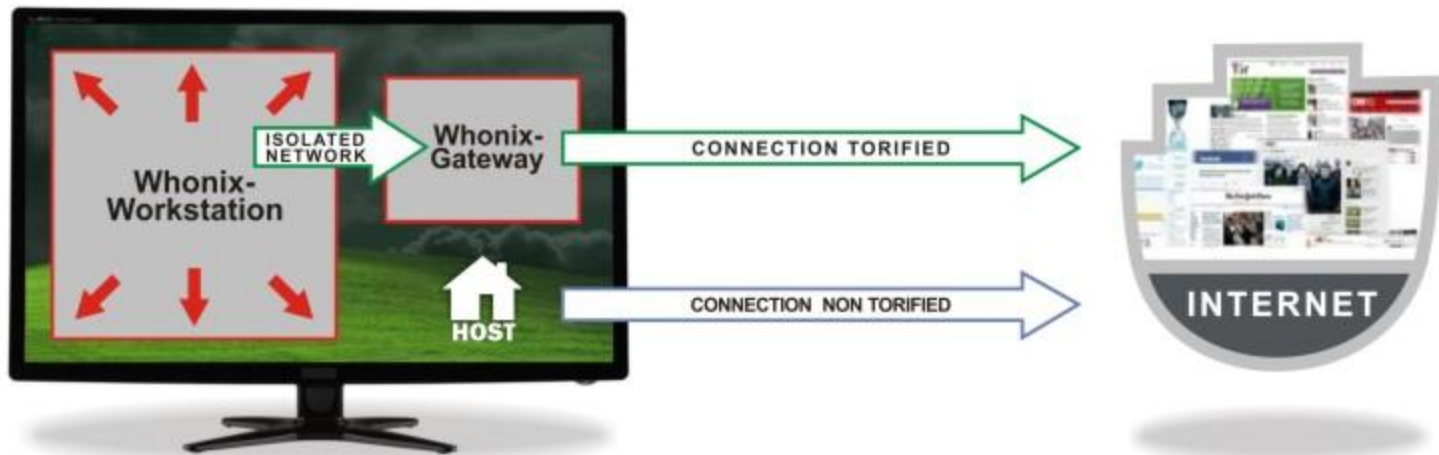 Whonix-
Workstation
ISOLATED
NETWORK
Whonix-
Gateway
CONNECTION TORIFIED
HOST
CONNECTION NON TORIFIED
INTERNET